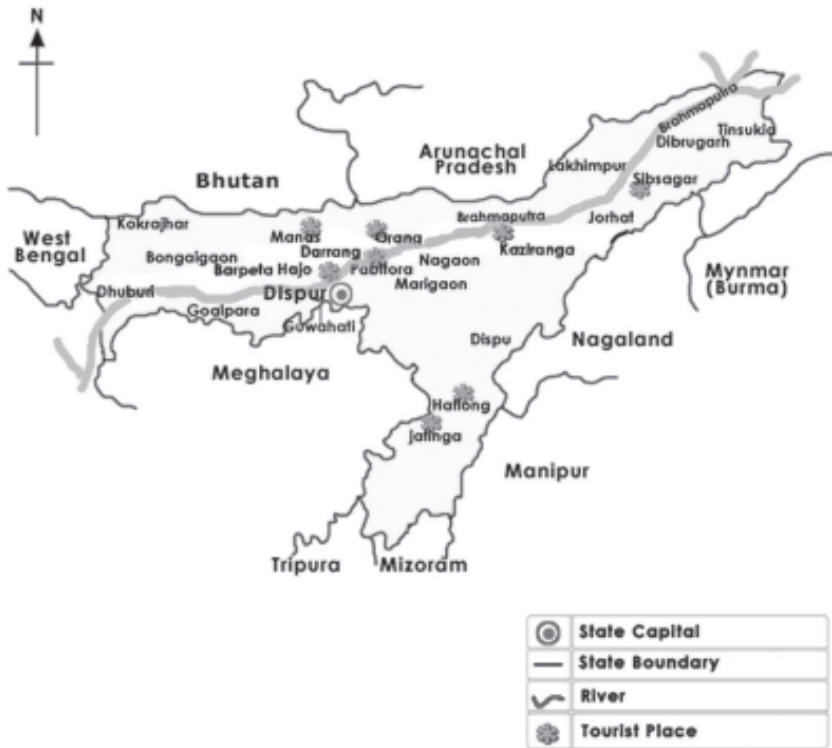 N
Brahmaputra
Tinsukia
Dibrugarh
Arunachal
Pradesh
Lakhimpur
Bhutan
Sibsagar
Brahmaputra
Jorhat
Kokrajhar
West
Bengal
Manas
Orang
Kaziranga
Darrang
Bongaigaon
Nagaon
Barpeta Hajo
Pabitora
Mynmar
(Burma)
Marigaon
Dhuburi
Dispur
Goalpara
Guwahati
Dispu
Nagaland
Meghalaya
Haflong
Jatinga
Manipur
Tripura
Mizoram
State Capital
State Boundary
River
Tourist Place